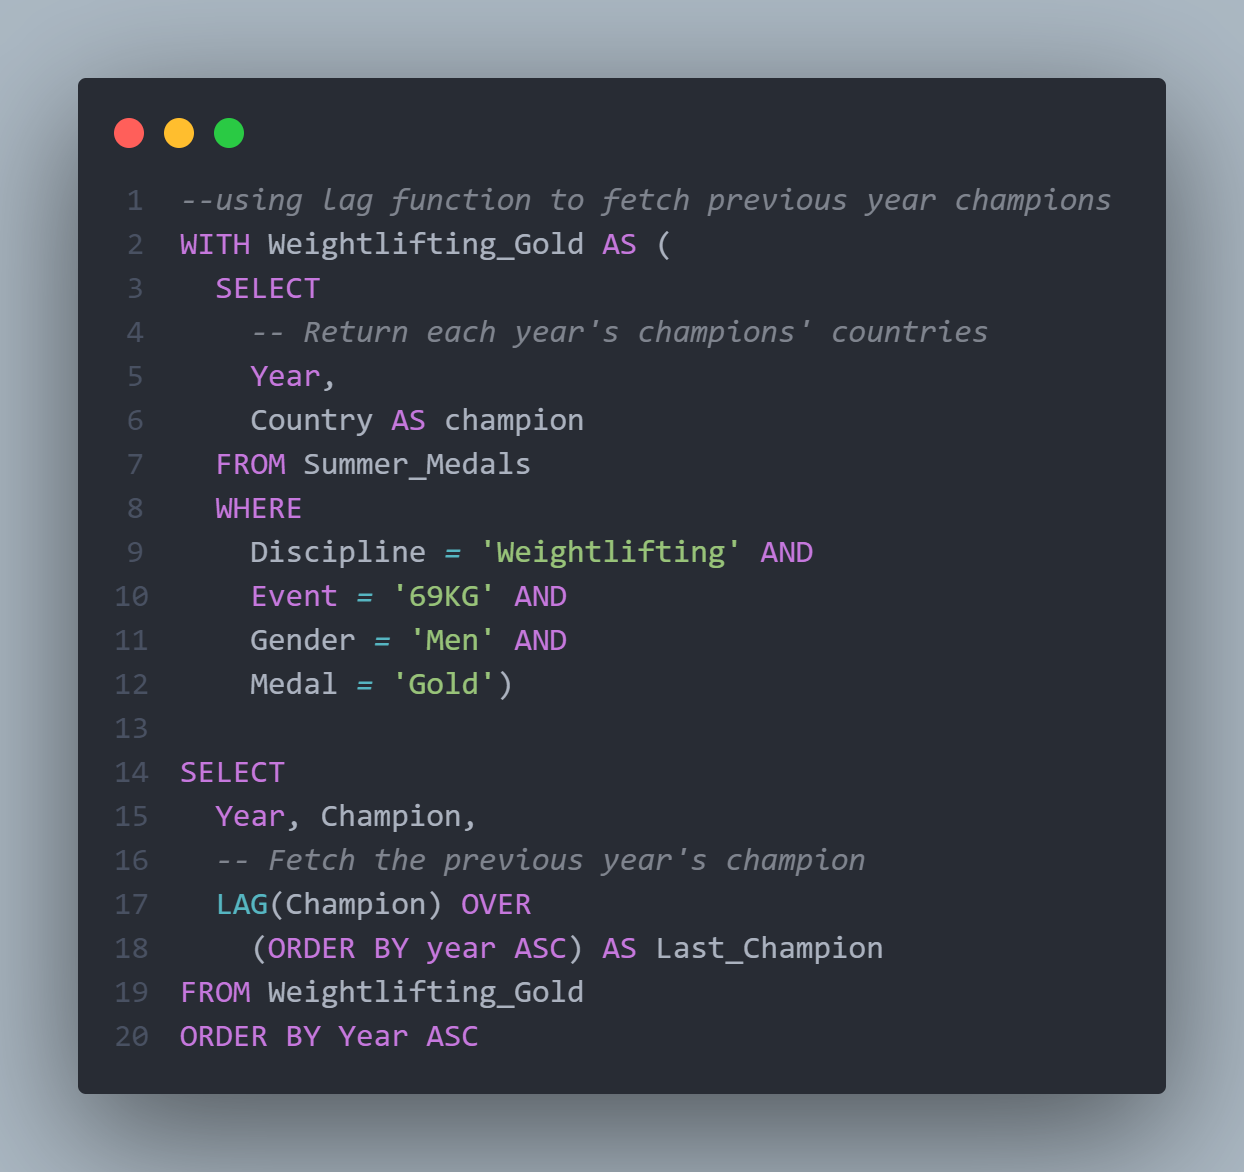 1 --using lag function to fetch previous year champions
2 WITH Weightlifting_Gold AS (
3 SELECT
4 -- Return each year's champions' countries
5 Year,
6 Country AS champion
7 FROM Summer_Medals
8 WHERE
9 Discipline = 'Weightlifting' AND
10 Event = '69KG' AND
11 Gender = 'Men' AND
12 Medal = 'Gold')
13
14 SELECT
15 Year, Champion,
16 -- Fetch the previous year's champion
17 LAG(Champion) OVER
18 (ORDER BY year ASC) AS Last_Champion
19 FROM Weightlifting_Gold
20 ORDER BY Year ASC